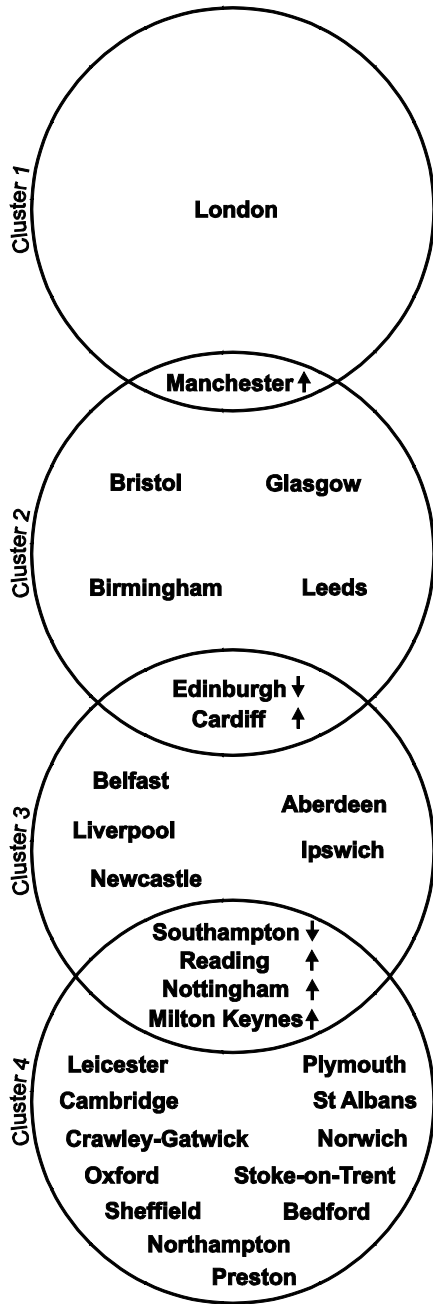 Cluster 1
London
Manchester ↑
Cluster 2
Bristol Glasgow
Birmingham Leeds
Edinburgh ↓
Cardiff ↑
Cluster 3
Belfast
Aberdeen
Liverpool
Ipswich
Newcastle
Southampton ↓
Reading ↑
Nottingham ↑
Milton Keynes ↑
Cluster 4
Leicester Plymouth
Cambridge St Albans
Crawley-Gatwick Norwich
Oxford Stoke-on-Trent
Sheffield Bedford
Northampton
Preston